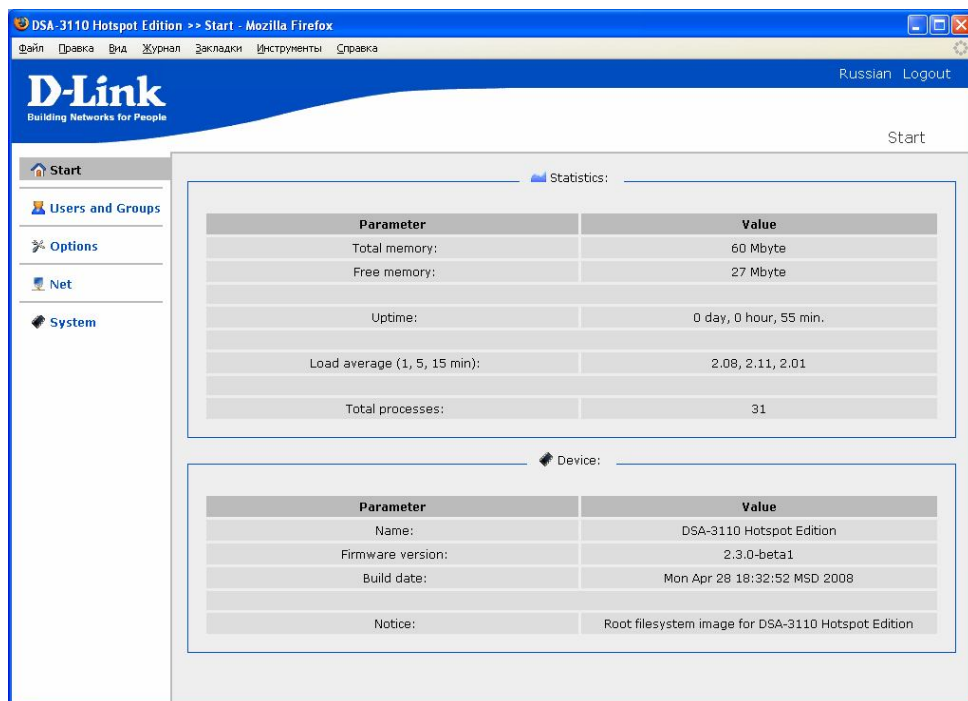 DSA-3110 Hotspot Edition >> Start - Mozilla Firefox
Файл Правка Вид Журнал Закладки Инструменты Справка
Russian Logout
D-Link
Building Networks for People
Start
Start
Users and Groups
Options
Net
System
Statistics:
Parameter Value
Total memory: 60 Mbyte
Free memory: 27 Mbyte
Uptime: 0 day, 0 hour, 55 min.
Load average (1, 5, 15 min): 2.08, 2.11, 2.01
Total processes: 31
Device:
Parameter Value
Name: DSA-3110 Hotspot Edition
Firmware version: 2.3.0-beta1
Build date: Mon Apr 28 18:32:52 MSD 2008
Notice: Root filesystem image for DSA-3110 Hotspot Edition